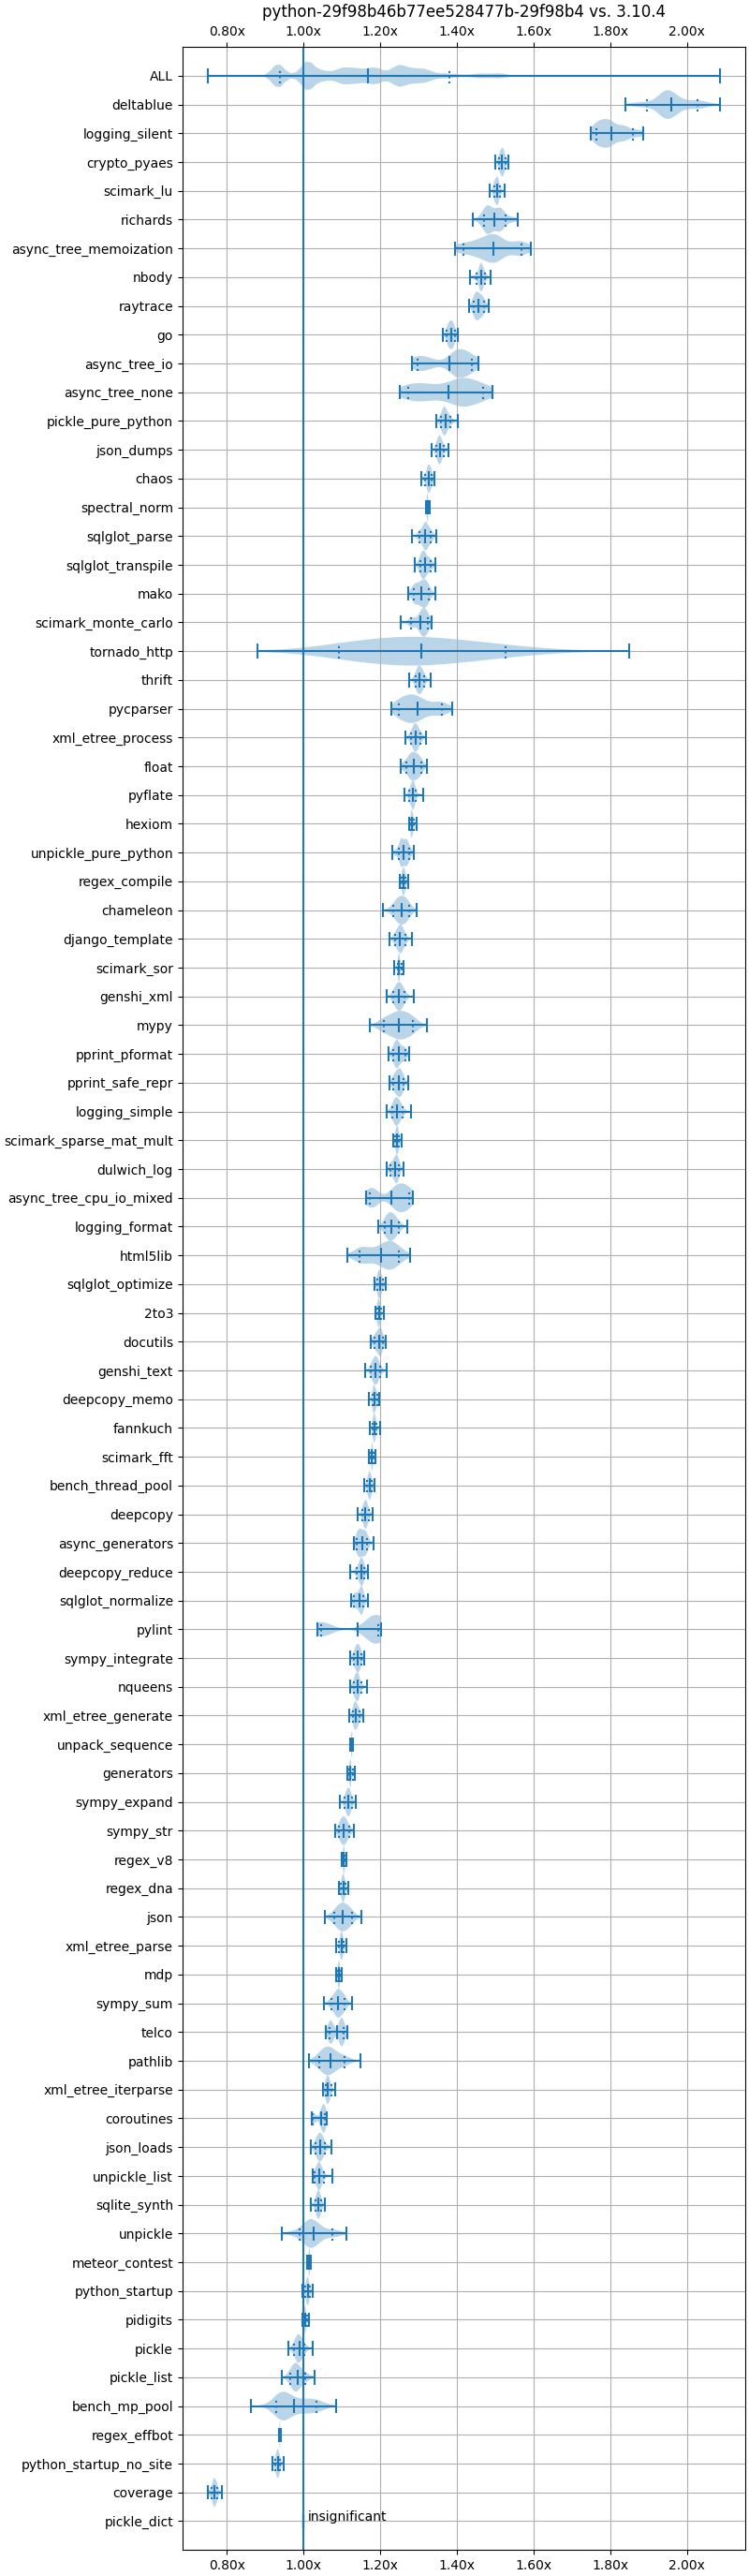 python-29f98b46b77ee528477b-29f98b4 vs. 3.10.4
0.80x 1.00x 1.20x 1.40x 1.60x 1.80x 2.00x
ALL
deltablue
logging_silent
crypto_pyaes
scimark_lu
richards
async_tree_memoization
nbody
raytrace
go
async_tree_io
async_tree_none
pickle_pure_python
json_dumps
chaos
spectral_norm
sqlglot_parse
sqlglot_transpile
mako
scimark_monte_carlo
tornado_http
thrift
pycparser
xml_etree_process
float
pyflate
hexiom
unpickle_pure_python
regex_compile
chameleon
django_template
scimark_sor
genshi_xml
mypy
pprint_pformat
pprint_safe_repr
logging_simple
scimark_sparse_mat_mult
dulwich_log
async_tree_cpu_io_mixed
logging_format
html5lib
sqlglot_optimize
2to3
docutils
genshi_text
deepcopy_memo
fannkuch
scimark_fft
bench_thread_pool
deepcopy
async_generators
deepcopy_reduce
sqlglot_normalize
pylint
sympy_integrate
nqueens
xml_etree_generate
unpack_sequence
generators
sympy_expand
sympy_str
regex_v8
regex_dna
json
xml_etree_parse
mdp
sympy_sum
telco
pathlib
xml_etree_iterparse
coroutines
json_loads
unpickle_list
sqlite_synth
unpickle
meteor_contest
python_startup
pidigits
pickle
pickle_list
bench_mp_pool
regex_effbot
python_startup_no_site
coverage
pickle_dict insignificant
0.80x 1.00x 1.20x 1.40x 1.60x 1.80x 2.00x